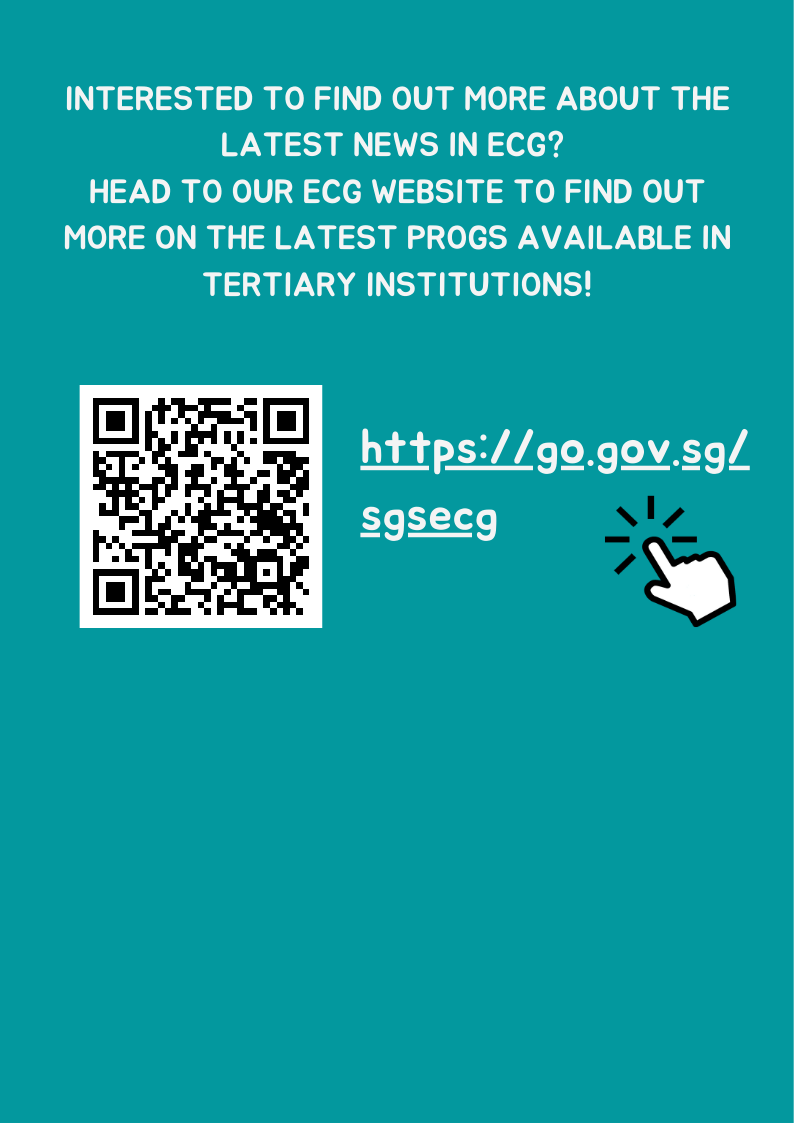 INTERESTED TO FIND OUT MORE ABOUT THE
LATEST NEWS IN ECG?
HEAD TO OUR ECG WEBSITE TO FIND OUT
MORE ON THE LATEST PROGS AVAILABLE IN
TERTIARY INSTITUTIONS!
https://go.gov.sg/
sgsecg